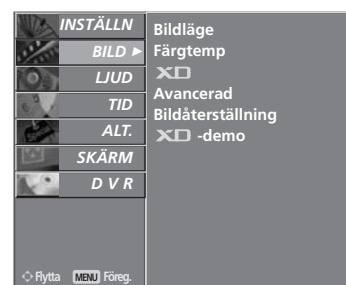 INSTÄLLN
BILD ►
LJUD
TID
ALT.
SKÄRM
D V R
Bildläge
Färgtemp
XD
Avancerad
Bildåterställning
XD -demo
Flytta MENU Föreg.